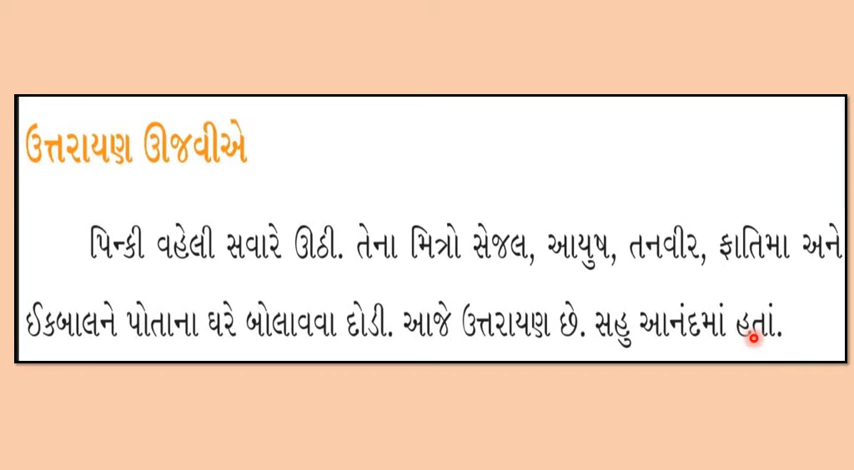 ઉત્તરાયણ ઊજવીએ
પિન્કી વહેલી સવારે ઊઠી. તેના મિત્રો સેજલ, આયુષ, તનવીર, ફાતિમા અને
ઈકબાલને પોતાના ઘરે બોલાવવા દોડી. આજે ઉત્તરાયણ છે. સહુ આનંદમાં હતાં.